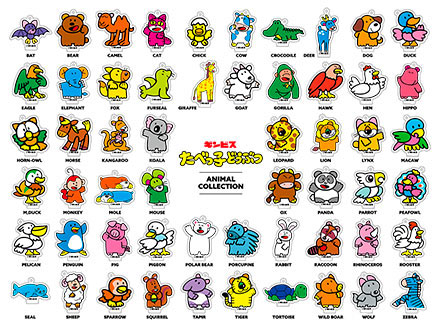 BAT BEAR CAMEL CAT CHICK COW CROCODILE DEER DOG DUCK
EAGLE ELEPHANT FOX FURSEAL GIRAFFE GOAT GORILLA HAWK HEN HIPPO
HORN-OWL HORSE KANGAROO KOALA LEOPARD LION LYNX MACAW
ギンビス
たべっ子どうぶつ
ANIMAL
COLLECTION
M,DUCK MONKEY MOLE MOUSE OX PANDA PARROT PEAFOWL
PELICAN PENGUIN PIG PIGEON POLAR BEAR PORCUPINE RABBIT RACCOON RHINOCEROS ROOSTER
SEAL SHEEP SPARROW SQUIRREL TAPIR TIGER TORTOISE WILD BOAR WOLF ZEBRA